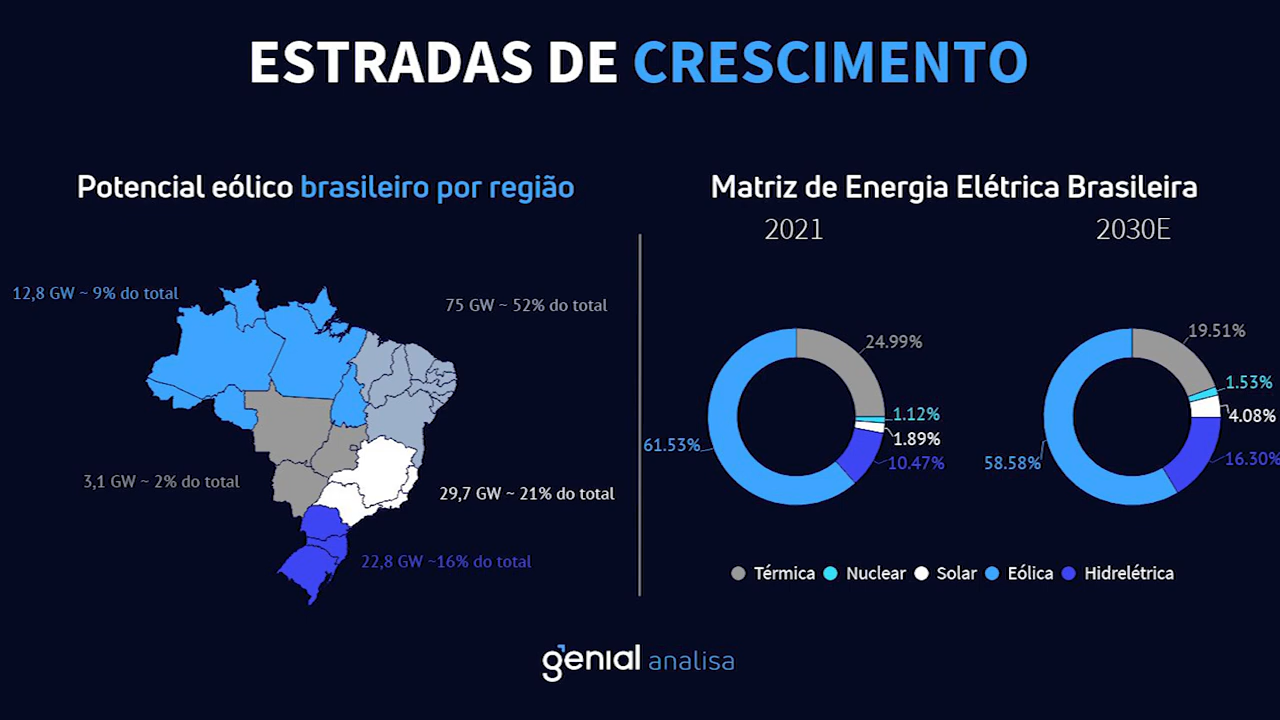 ESTRADAS DE CRESCIMENTO
Potencial eólico brasileiro por região
12,8 GW ~ 9% do total
75 GW ~ 52% do total
3,1 GW ~ 2% do total
29,7 GW ~ 21% do total
22,8 GW ~16% do total
Matriz de Energia Elétrica Brasileira
2021
2030E
24.99%
1.12%
1.89%
10.47%
61.53%
19.51%
1.53%
4.08%
16.30%
58.58%
Térmica Nuclear Solar Eólica Hidrelétrica
genial analisa